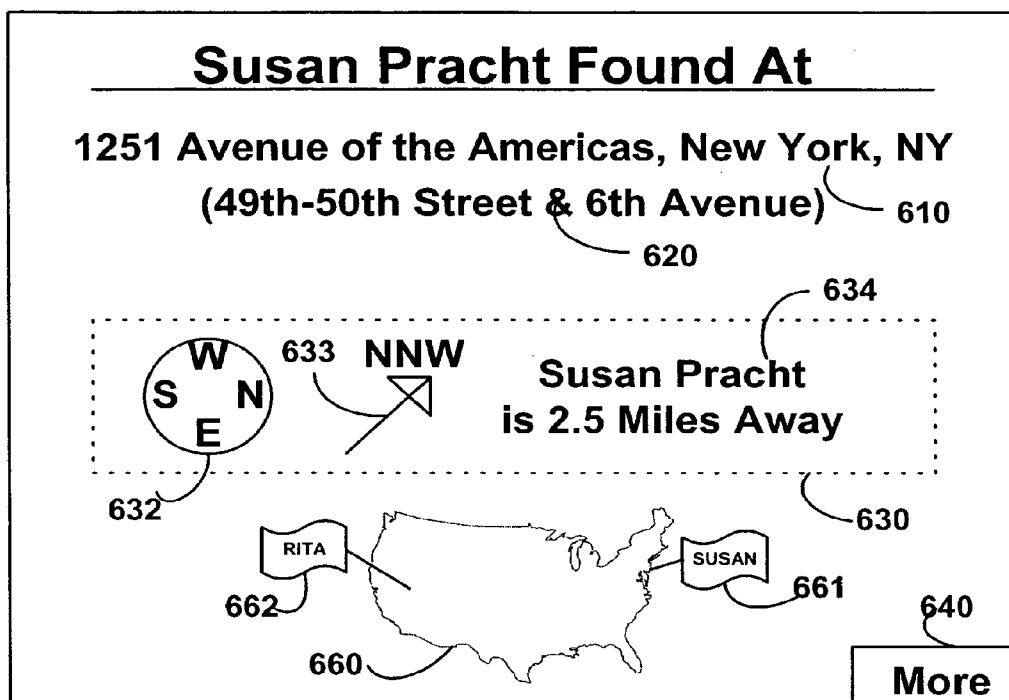 Susan Pracht Found At
1251 Avenue of the Americas, New York, NY
(49th-50th Street & 6th Avenue)
610
620
634
633
NNW
W
S N
E
Susan Pracht
is 2.5 Miles Away
632
630
RITA
SUSAN
662
661
640
660
More